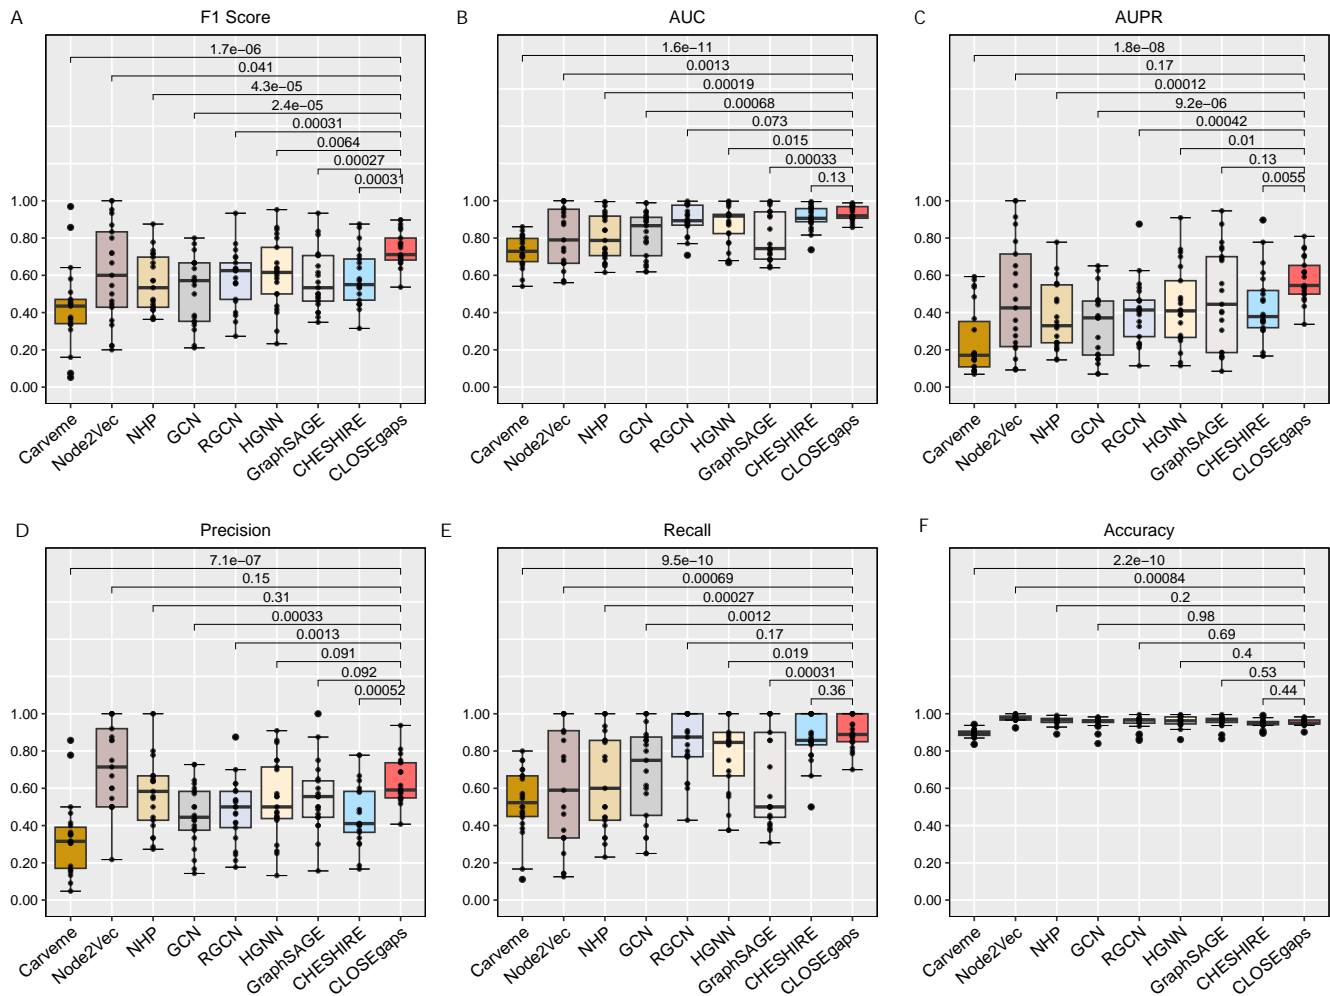 A
F1 Score
1.7e−06
0.041
4.3e−05
2.4e−05
0.00031
0.0064
0.00027
0.00031
1.00
0.80
0.60
0.40
0.20
0.00
Carveme
Node2Vec
NHP
GCN
RGCN
HGNN
GraphSAGE
CHESHIRE
CLOSEgaps
B
AUC
1.6e−11
0.0013
0.00019
0.00068
0.073
0.015
0.00033
0.13
1.00
0.80
0.60
0.40
0.20
0.00
Carveme
Node2Vec
NHP
GCN
RGCN
HGNN
GraphSAGE
CHESHIRE
CLOSEgaps
C
AUPR
1.8e−08
0.17
0.00012
9.2e−06
0.00042
0.01
0.13
0.0055
1.00
0.80
0.60
0.40
0.20
0.00
Carveme
Node2Vec
NHP
GCN
RGCN
HGNN
GraphSAGE
CHESHIRE
CLOSEgaps
D
Precision
7.1e−07
0.15
0.31
0.00033
0.0013
0.091
0.092
0.00052
1.00
0.80
0.60
0.40
0.20
0.00
Carveme
Node2Vec
NHP
GCN
RGCN
HGNN
GraphSAGE
CHESHIRE
CLOSEgaps
E
Recall
9.5e−10
0.00069
0.00027
0.0012
0.17
0.019
0.00031
0.36
1.00
0.80
0.60
0.40
0.20
0.00
Carveme
Node2Vec
NHP
GCN
RGCN
HGNN
GraphSAGE
CHESHIRE
CLOSEgaps
F
Accuracy
2.2e−10
0.00084
0.2
0.98
0.69
0.4
0.53
0.44
1.00
0.80
0.60
0.40
0.20
0.00
Carveme
Node2Vec
NHP
GCN
RGCN
HGNN
GraphSAGE
CHESHIRE
CLOSEgaps